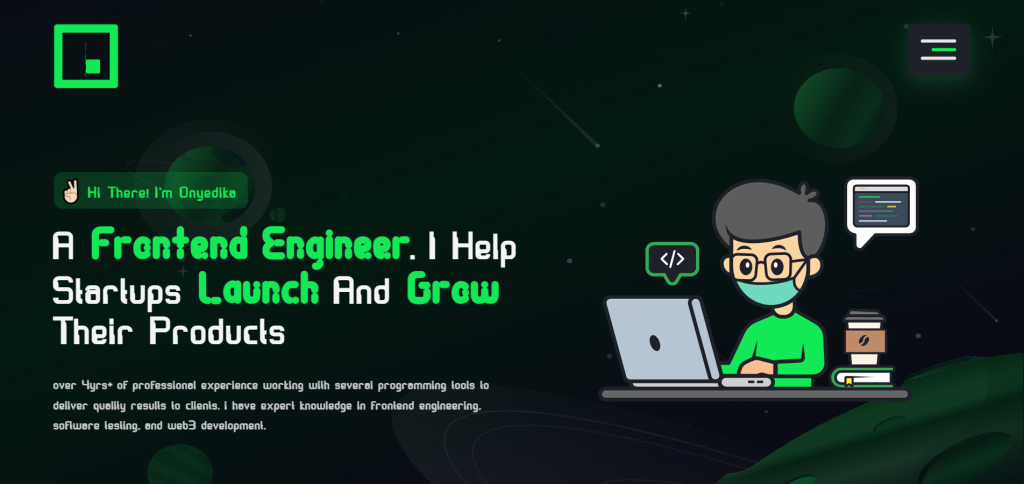 Hi There! I'm Onyedika
A Frontend Engineer. I Help
Startups Launch And Grow
Their Products
over 4yrs+ of professional experience working with several programming tools to
deliver quality results to clients. i have expert knowledge in frontend engineering,
software testing, and web3 development.
</>